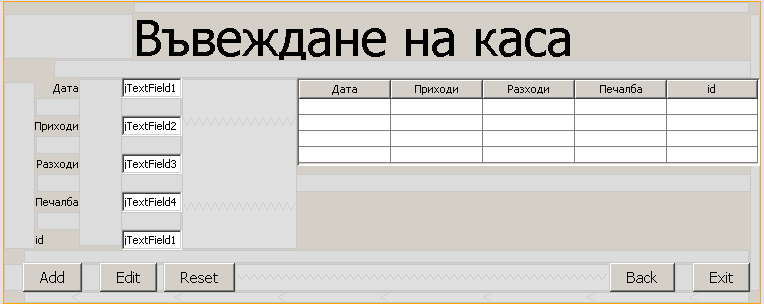 Въвеждане на каса
Дата jTextField1
Приходи jTextField2
Разходи jTextField3
Печалба jTextField4
id jTextField1
Дата Приходи Разходи Печалба id
Add Edit Reset Back Exit